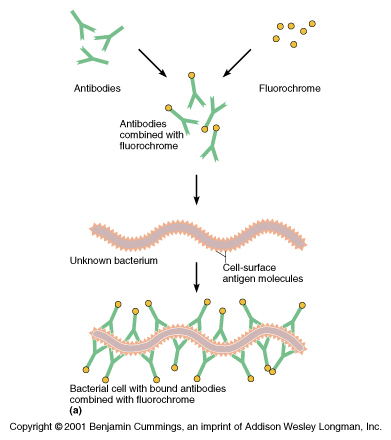 Antibodies
Fluorochrome
Antibodies
combined with
fluorochrome
Unknown bacterium
Cell-surface
antigen molecules
Bacterial cell with bound antibodies
combined with fluorochrome
(a)
Copyright © 2001 Benjamin Cummings, an imprint of Addison Wesley Longman, Inc.